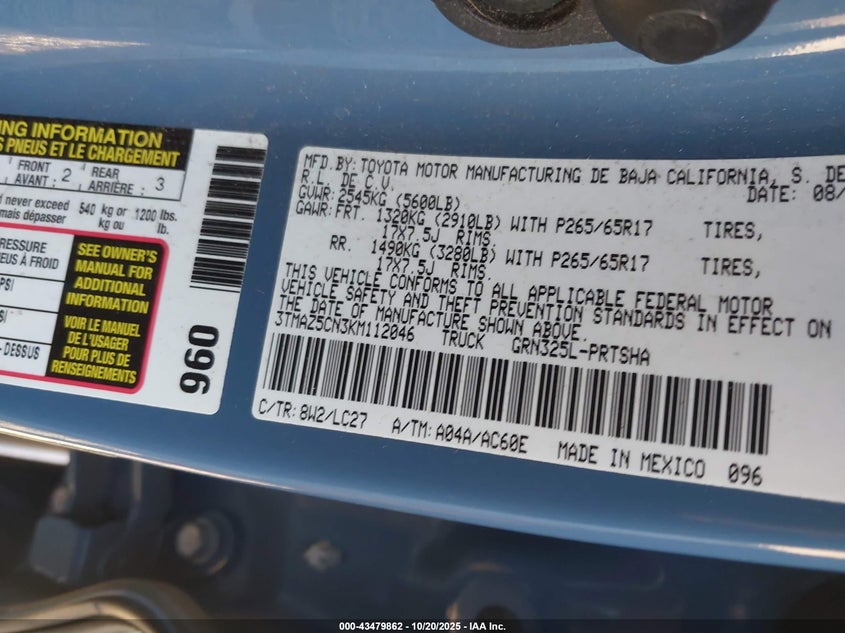 NG INFORMATION
S PNEUS ET LE CHARGEMENT
FRONT
AVANT: 2
REAR
ARRIÈRE: 3
d never exceed
mais dépasser
540 kg or
kg ou
1200 lbs.
lb.
RESSURE
EUS À FROID
PSI
- DESSUS
SEE OWNER'S
MANUAL FOR
ADDITIONAL
INFORMATION
VOIR LE MANUEL
DU
POUR PLUS DE
RENSEIGNEMENTS
960
MFD. BY: TOYOTA MOTOR MANUFACTURING DE BAJA CALIFORNIA, S. DE
R. L. DE C. V. DATE: 08/
GVWR: 2545KG (5600LB)
GAWR: FRT. 1320KG (2910LB) WITH P265/65R17 TIRES,
17X7.5J RIMS.
RR. 1490KG (3280LB) WITH P265/65R17 TIRES,
17X7.5J RIMS.
THIS VEHICLE CONFORMS TO ALL APPLICABLE FEDERAL MOTOR
VEHICLE SAFETY AND THEFT PREVENTION STANDARDS IN EFFECT ON
THE DATE OF MANUFACTURE SHOWN ABOVE.
3TMAZ5CN3KM112046 TRUCK GRN325L-PRTSHA
C/TR: 8W2/LC27 A/TM: A04A/AC60E MADE IN MEXICO 096
000-43479862 | 10/20/2025 - IAA Inc.